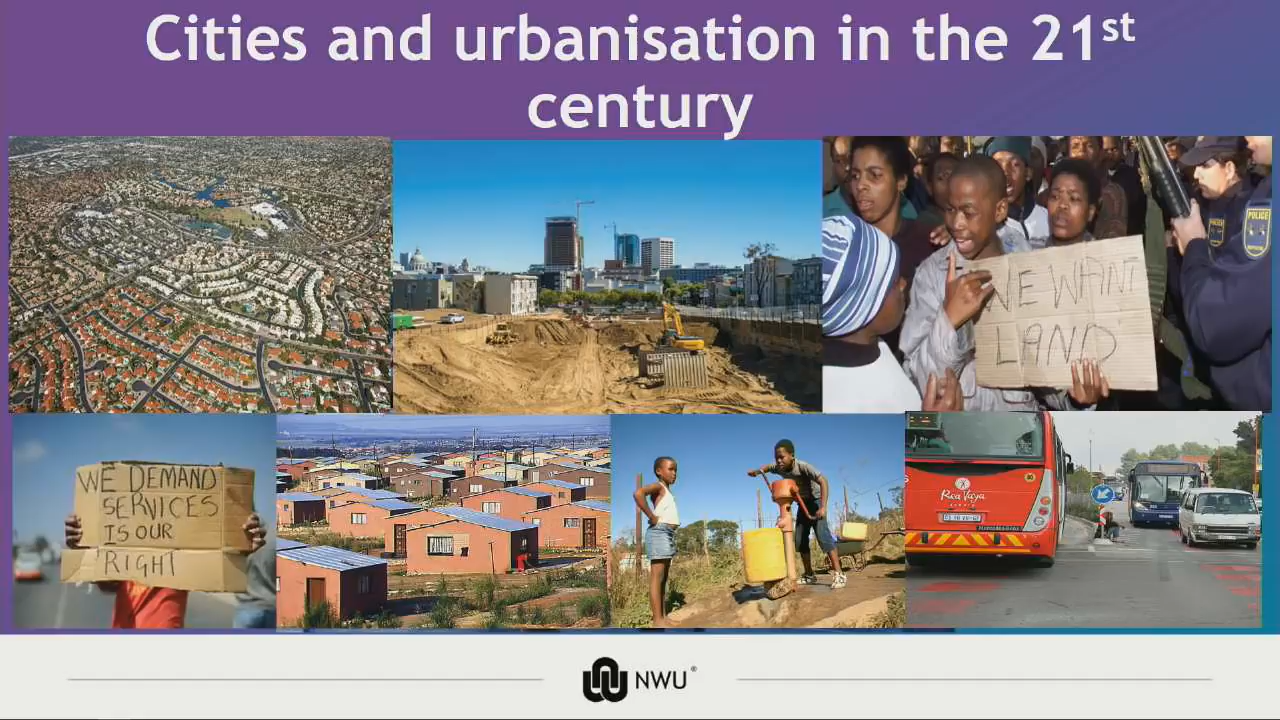 Cities and urbanisation in the 21st
century
WE WANT
LAND
POLICE
WE DEMAND
SERVICES
IS OUR
RIGHT
Rea Vaya
NWU